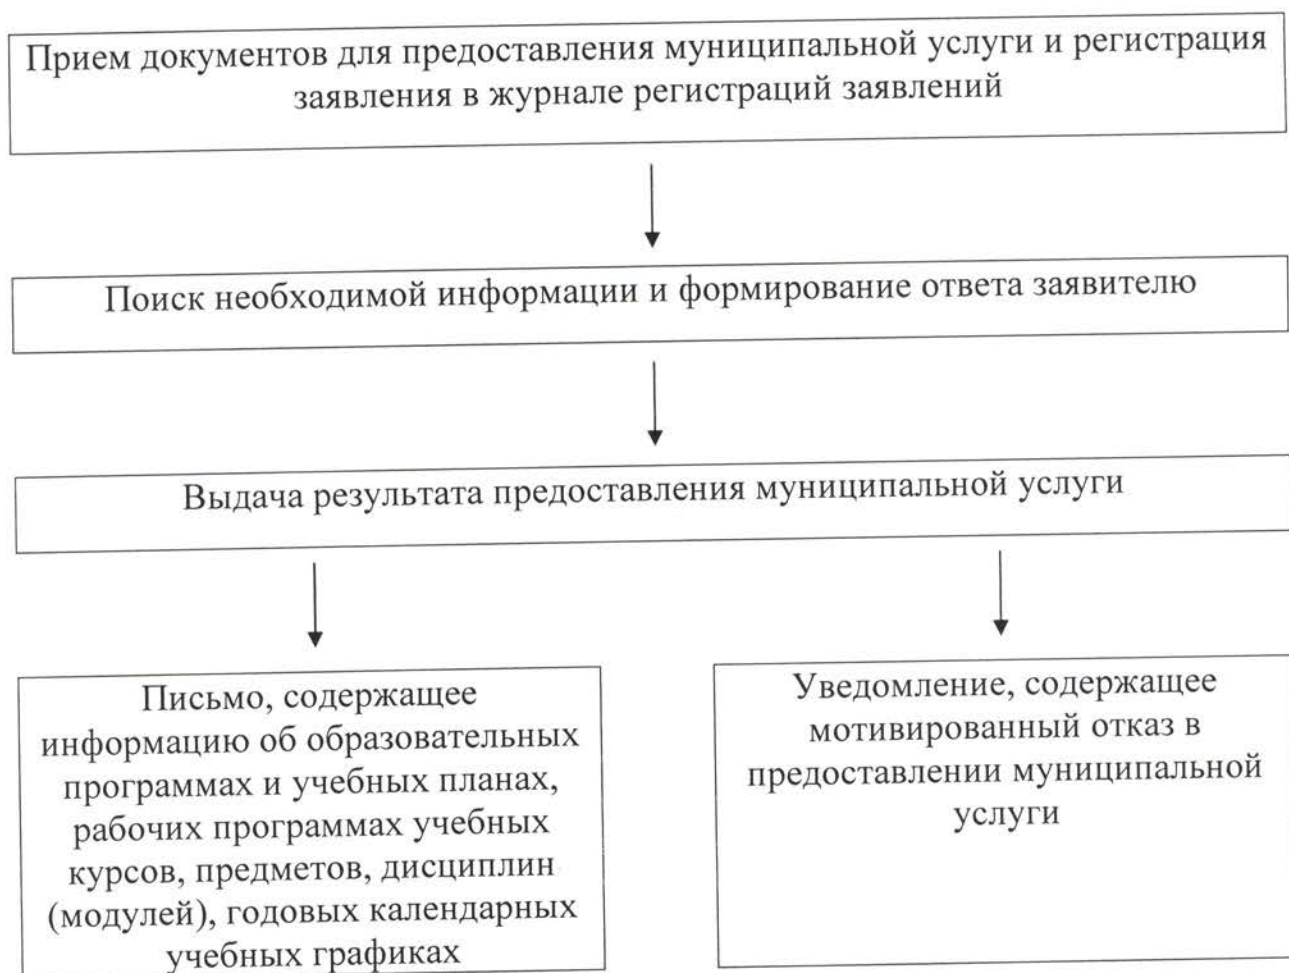 Прием документов для предоставления муниципальной услуги и регистрация
заявления в журнале регистраций заявлений
Поиск необходимой информации и формирование ответа заявителю
Выдача результата предоставления муниципальной услуги
Письмо, содержащее
информацию об образовательных
программах и учебных планах,
рабочих программах учебных
курсов, предметов, дисциплин
(модулей), годовых календарных
учебных графиках
Уведомление, содержащее
мотивированный отказ в
предоставлении муниципальной
услуги